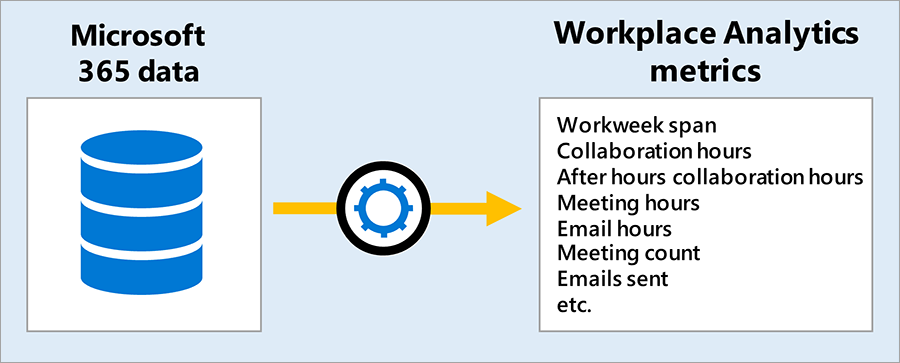 Microsoft
365 data
Workplace Analytics
metrics
Workweek span
Collaboration hours
After hours collaboration hours
Meeting hours
Email hours
Meeting count
Emails sent
etc.